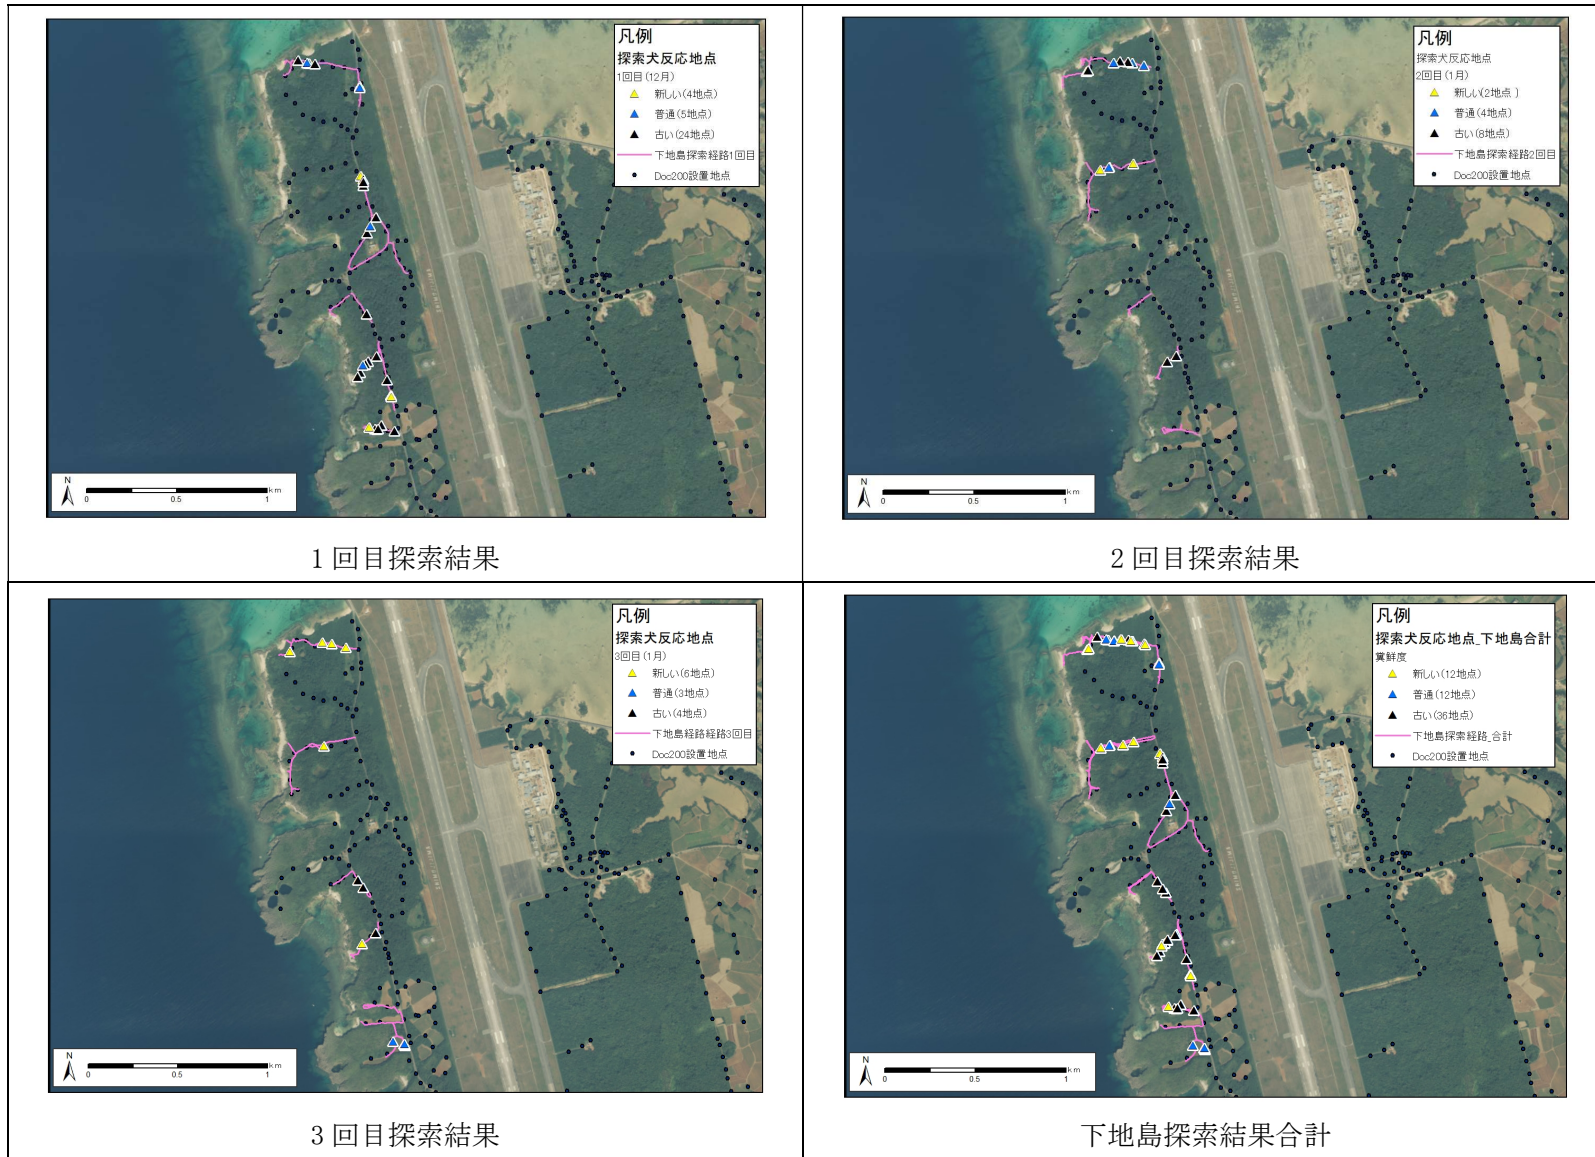 凡例
探索犬反応地点
1回目(12月)
新しい(4地点)
普通(5地点)
古い(24地点)
下地島探索経路1回目
Doc200設置地点
N
0 0.5 1 km
1回目探索結果
凡例
探索犬反応地点
2回目(1月)
新しい(2地点)
普通(4地点)
古い(8地点)
下地島探索経路2回目
Doc200設置地点
N
0 0.5 1 km
2回目探索結果
凡例
探索犬反応地点
3回目(1月)
新しい(6地点)
普通(3地点)
古い(4地点)
下地島経路経路3回目
Doc200設置地点
N
0 0.5 1 km
3回目探索結果
凡例
探索犬反応地点_下地島合計
糞鮮度
新しい(12地点)
普通(12地点)
古い(36地点)
下地島探索経路_合計
Doc200設置地点
N
0 0.5 1 km
下地島探索結果合計